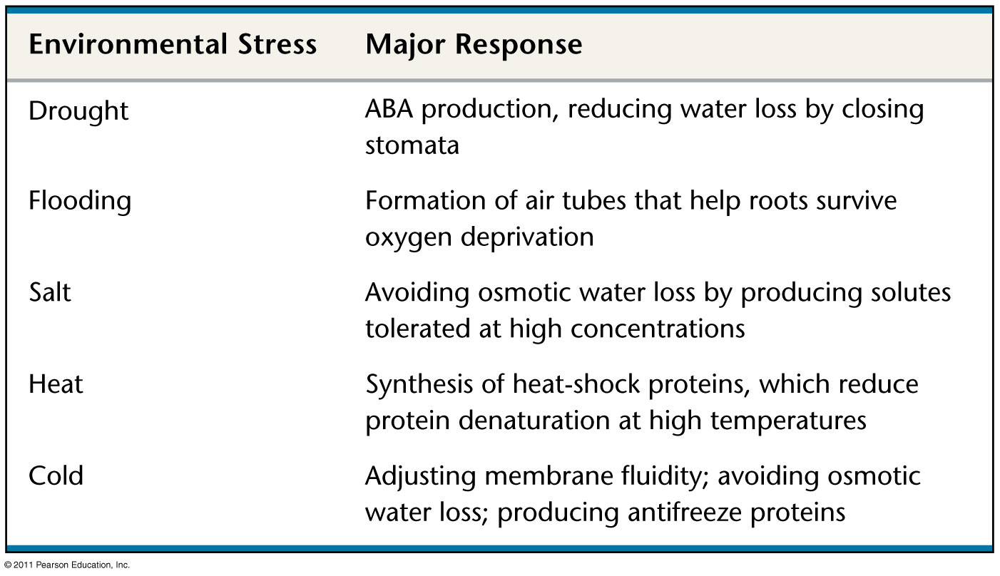 Environmental Stress Major Response
Drought ABA production, reducing water loss by closing
stomata
Flooding Formation of air tubes that help roots survive
oxygen deprivation
Salt Avoiding osmotic water loss by producing solutes
tolerated at high concentrations
Heat Synthesis of heat-shock proteins, which reduce
protein denaturation at high temperatures
Cold Adjusting membrane fluidity; avoiding osmotic
water loss; producing antifreeze proteins
© 2011 Pearson Education, Inc.